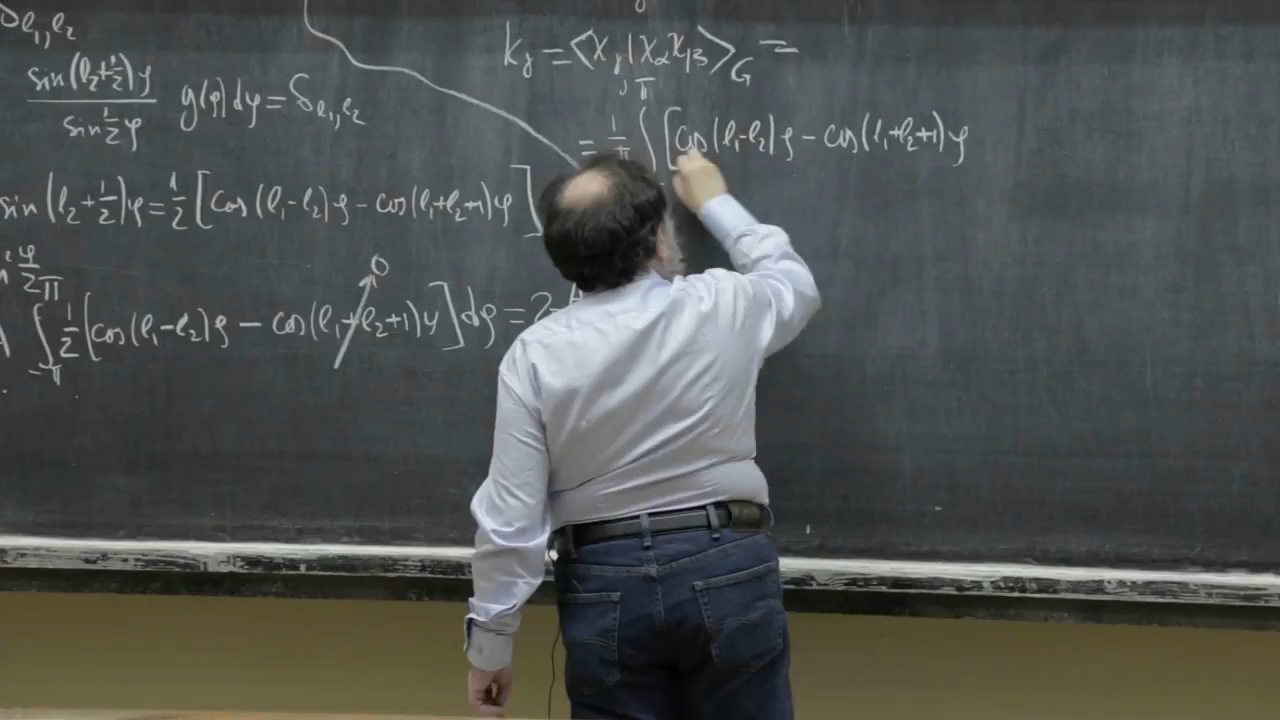 δ_{ℓ₁,ℓ₂}
sin(ℓ₂+½)φ / sin½φ g(φ)dφ = δ_{ℓ₁,ℓ₂}
sin(ℓ₂+½)φ = ½[cos(ℓ₁-ℓ₂)φ - cos(ℓ₁+ℓ₂+1)φ]
φ/2
∫_{-π}^{π} ½[cos(ℓ₁-ℓ₂)φ - cos(ℓ₁+ℓ₂+1)φ]dφ = 2
0
k_γ = ⟨χ_γ|χ_α χ_β⟩_G =
= 1/π ∫^π [cos(ℓ₁-ℓ₂)φ - cos(ℓ₁+ℓ₂+1)φ